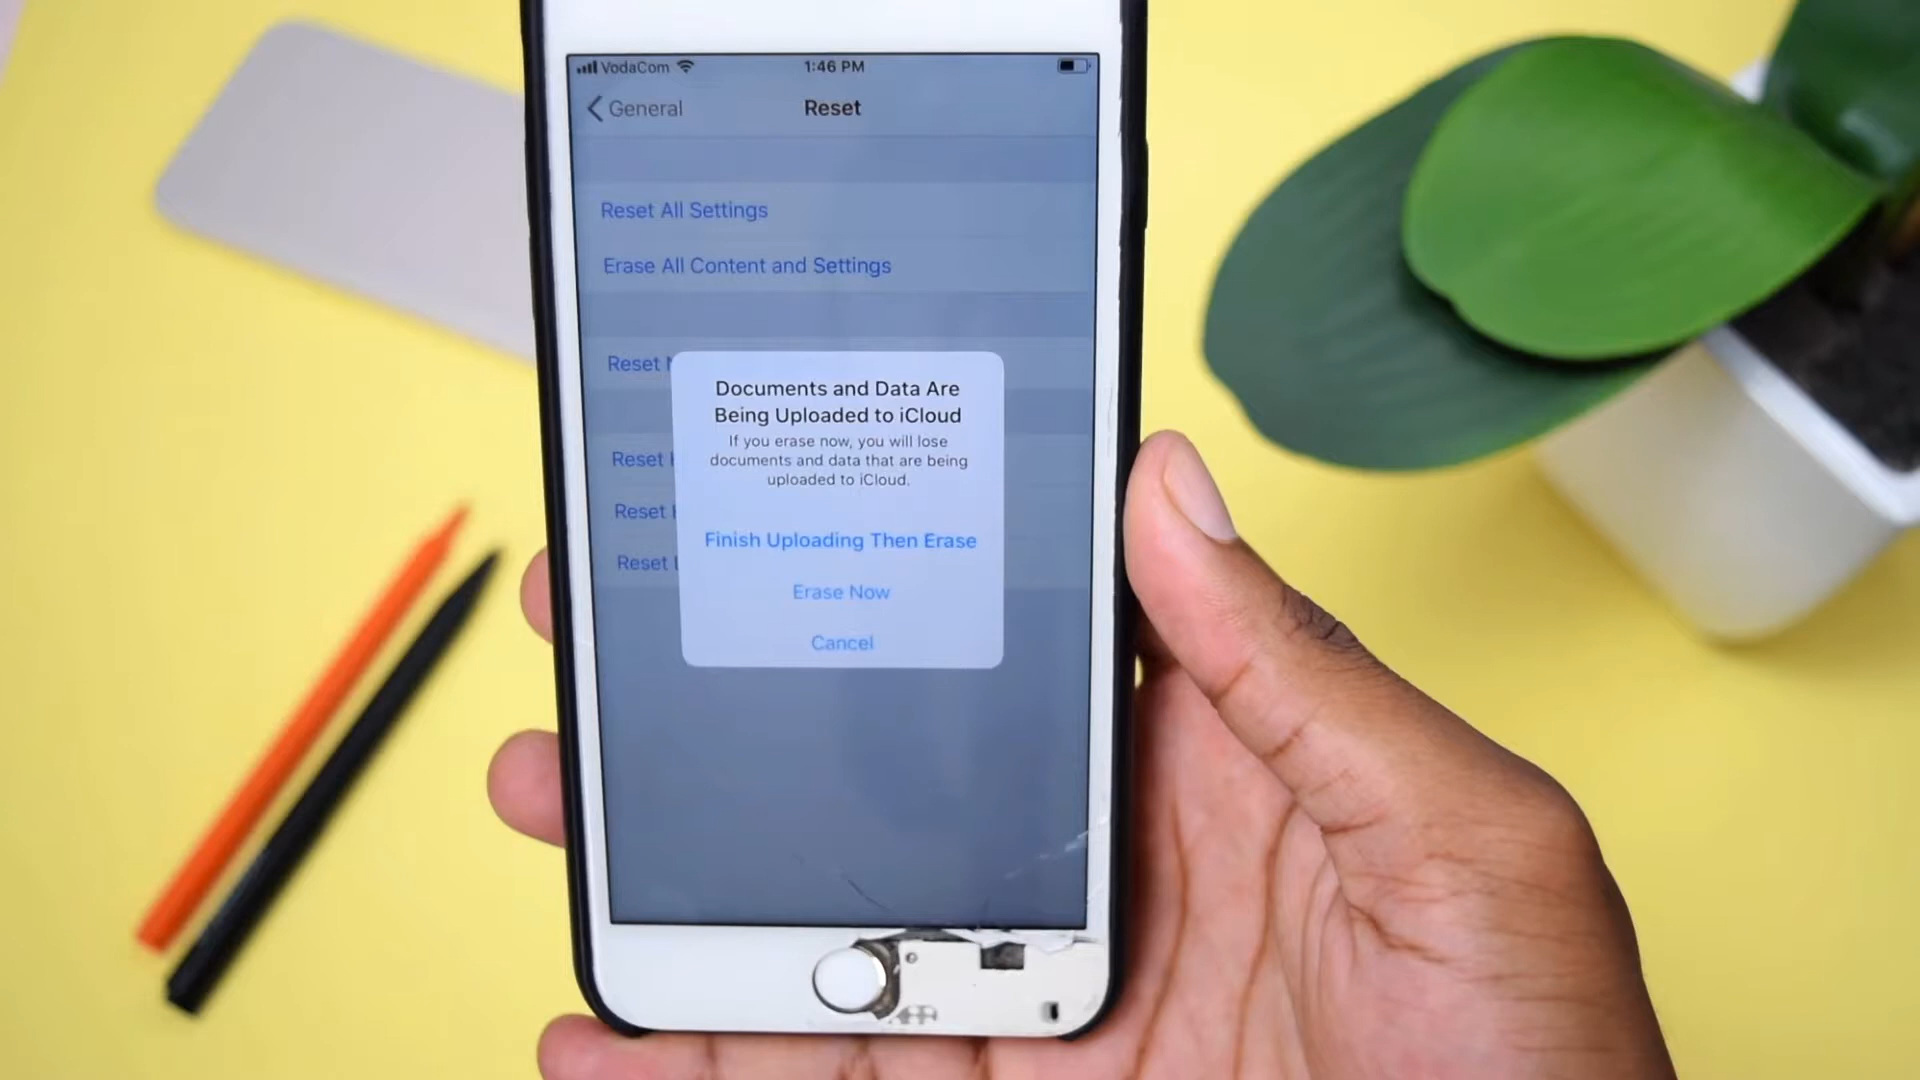 VodaCom
1:46 PM
General
Reset
Reset All Settings
Erase All Content and Settings
Reset
Documents and Data Are
Being Uploaded to iCloud
If you erase now, you will lose
documents and data that are being
uploaded to iCloud.
Reset
Reset
Finish Uploading Then Erase
Reset
Erase Now
Cancel